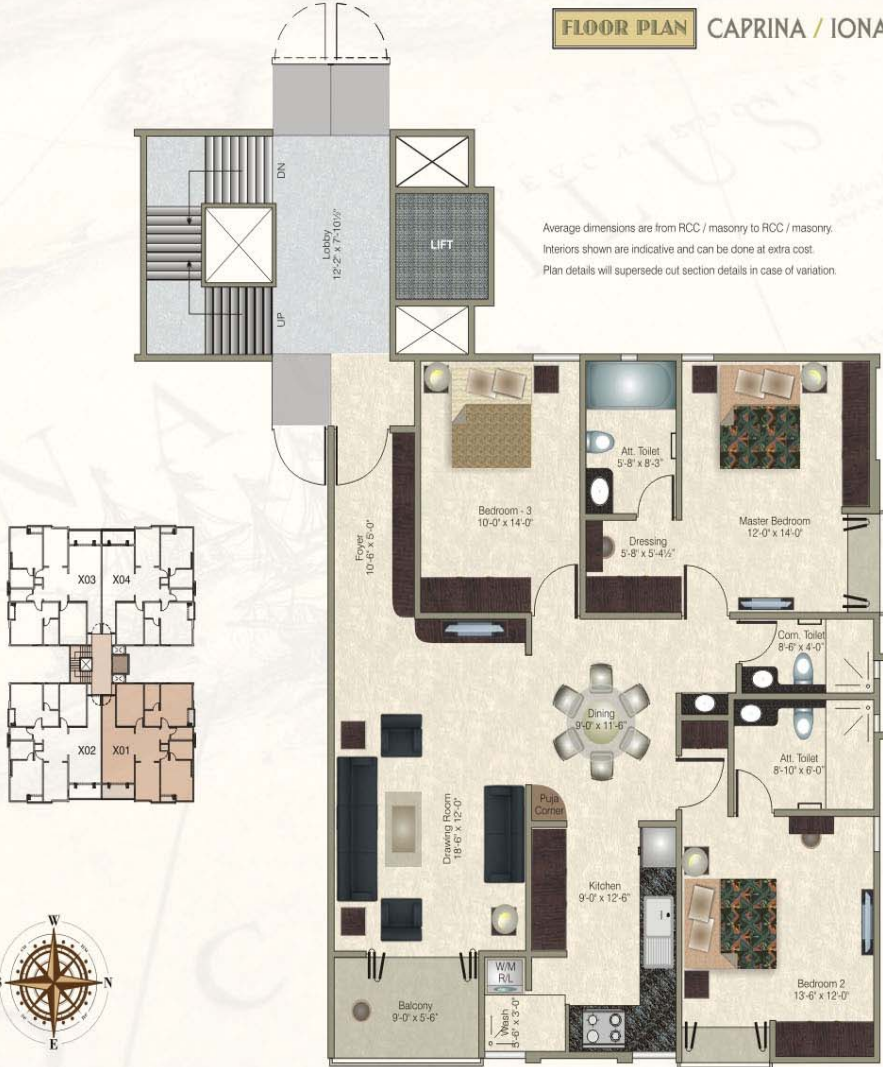 FLOOR PLAN CAPRINA / IONA
DN
Lobby
12'-2" x 7'-10½"
LIFT
UP
Average dimensions are from RCC / masonry to RCC / masonry.
Interiors shown are indicative and can be done at extra cost.
Plan details will supersede cut section details in case of variation.
Att. Toilet
5'-8" x 8'-3"
Bedroom - 3
10'-0" x 14'-0"
Master Bedroom
12'-0" x 14'-0"
Foyer
10'-6" x 5'-0"
Dressing
5'-8" x 5'-4½"
X03 X04
X02 X01
Com. Toilet
8'-6" x 4'-0"
Dining
9'-0" x 11'-6"
Att. Toilet
8'-10" x 6'-0"
Puja
Corner
Drawing Room
18'-6" x 12'-0"
Kitchen
9'-0" x 12'-6"
W
N
E
W/M
R/L
Balcony
9'-0" x 5'-6"
Wash
5'-6" x 3'-0"
Bedroom 2
13'-6" x 12'-0"